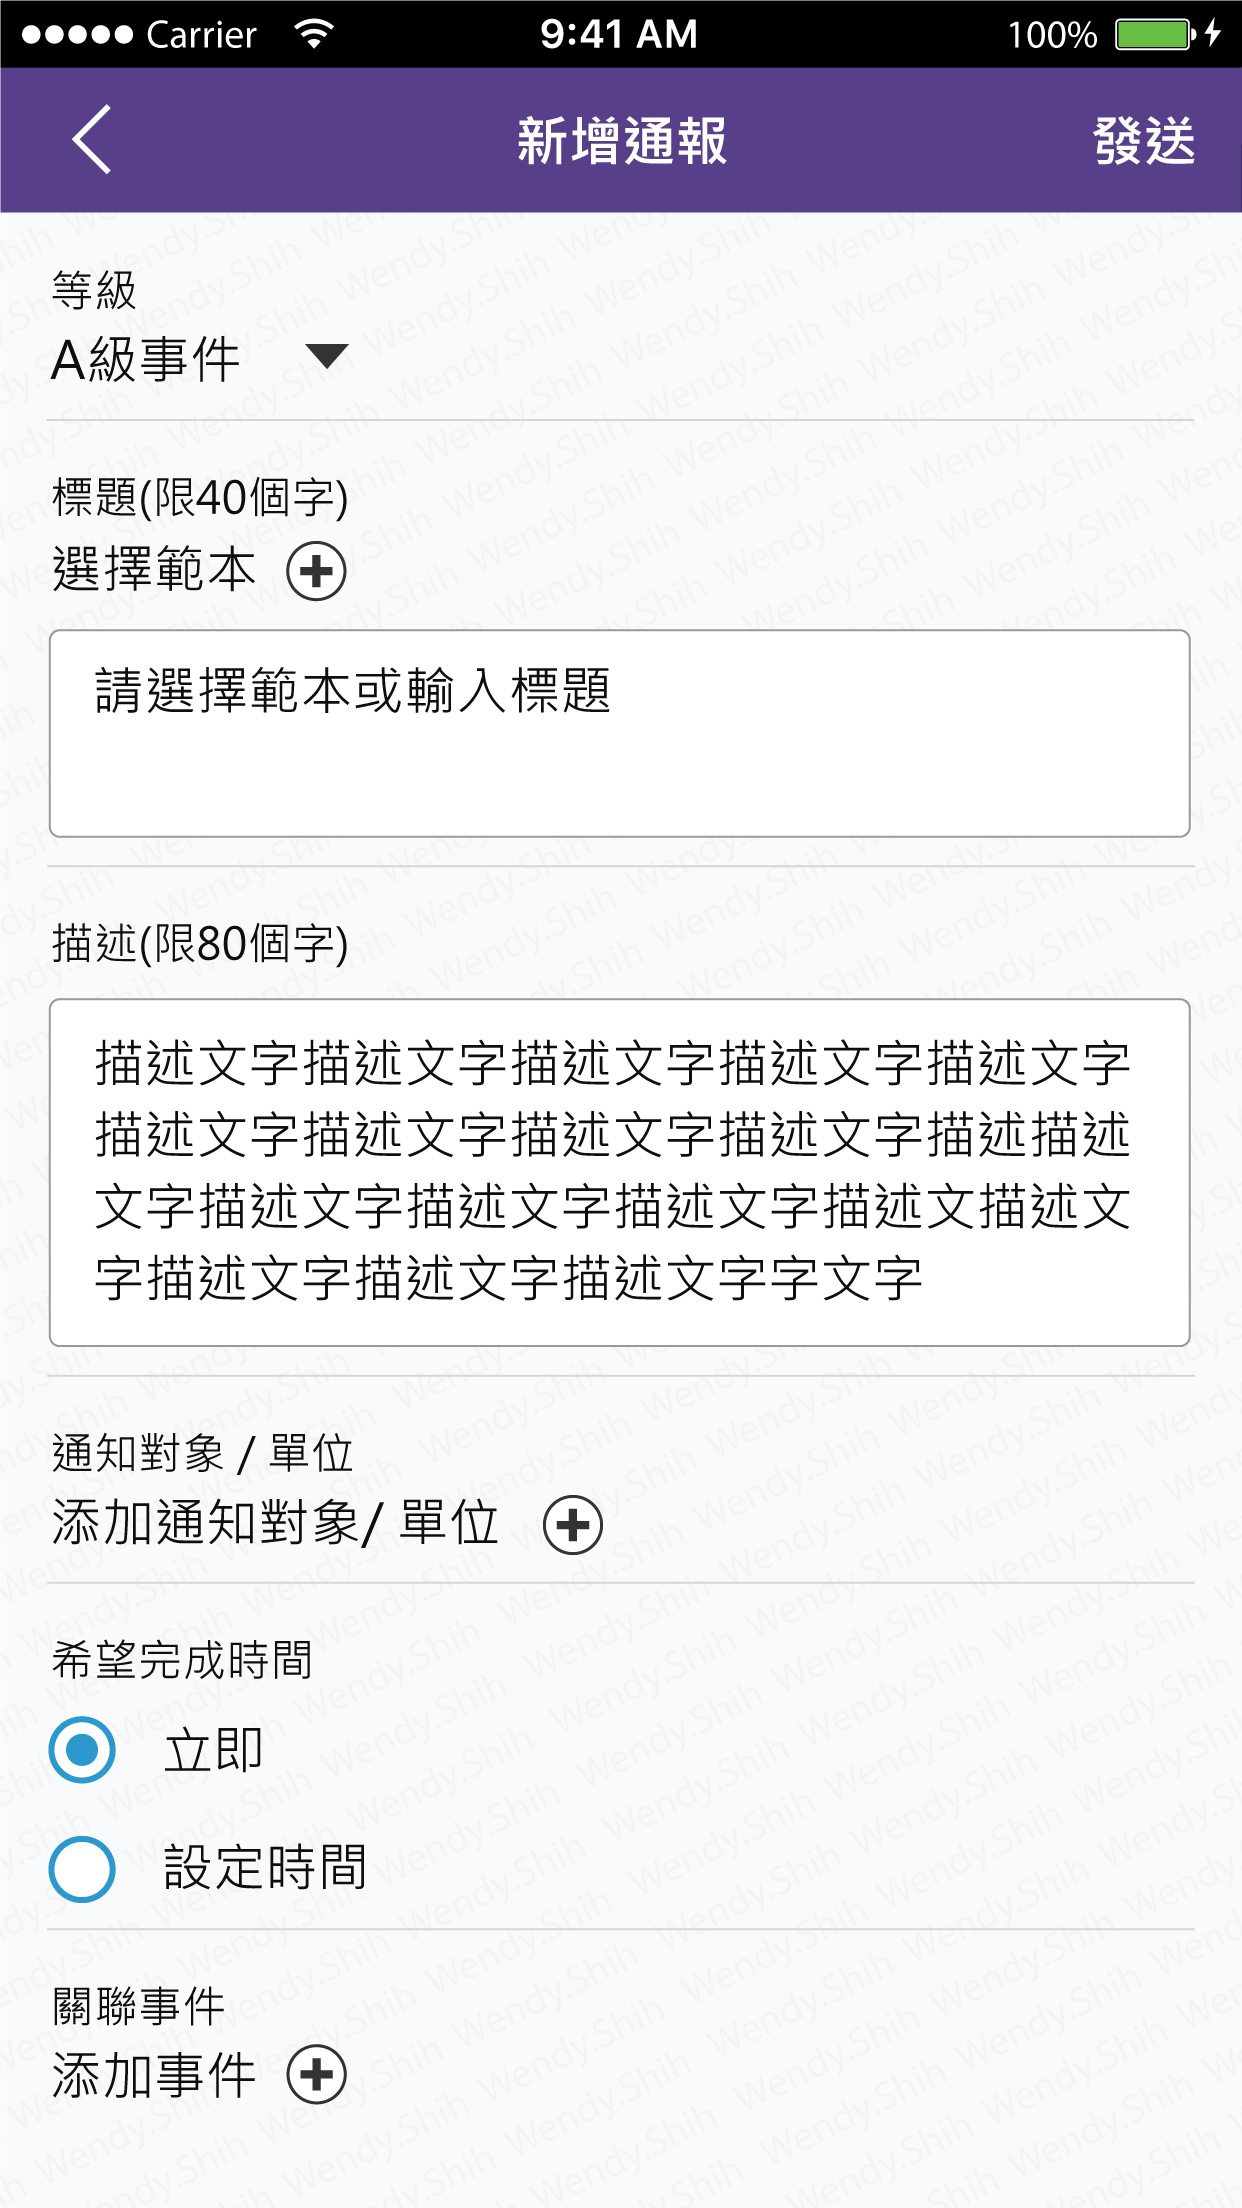 Carrier 9:41 AM 100%
新增通報 發送
等級
A級事件
標題(限40個字)
選擇範本
請選擇範本或輸入標題
描述(限80個字)
描述文字描述文字描述文字描述文字描述文字
描述文字描述文字描述文字描述文字描述描述
文字描述文字描述文字描述文字描述文描述文
字描述文字描述文字描述文字字文字
通知對象 / 單位
添加通知對象/ 單位
希望完成時間
立即
設定時間
關聯事件
添加事件
Wendy.Shih